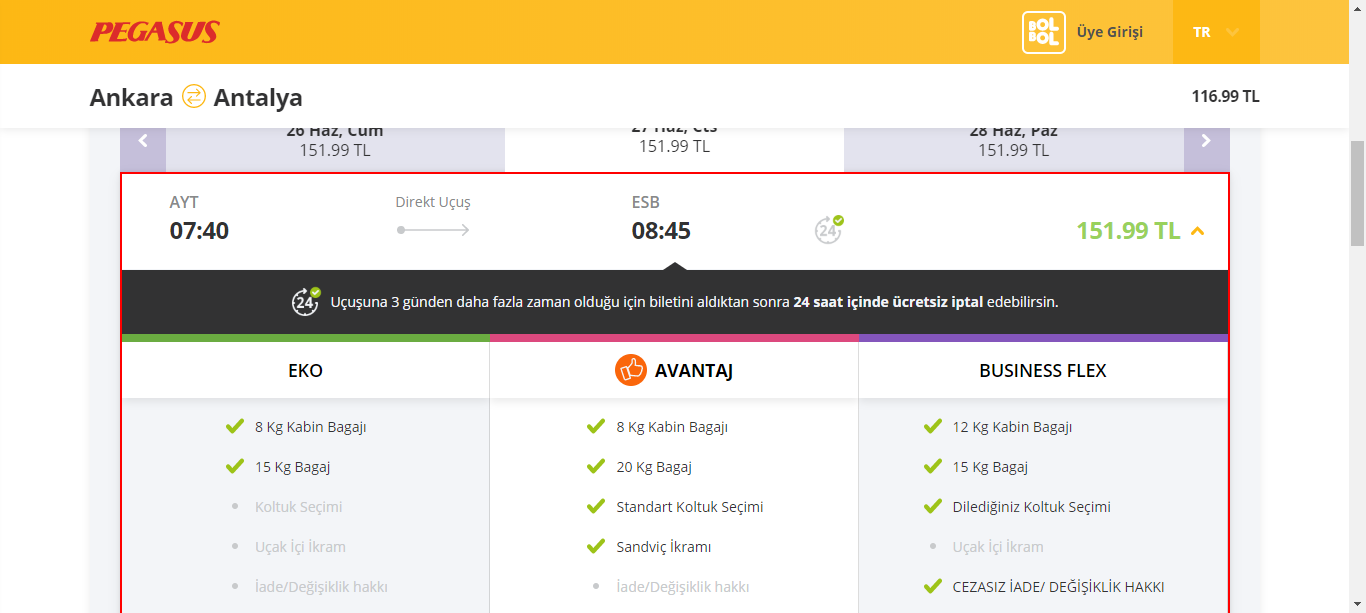 PEGASUS
BOL
BOL
Üye Girişi
TR
Ankara Antalya
116.99 TL
26 Haz, Cum
27 Haz, Cts
28 Haz, Paz
151.99 TL
151.99 TL
151.99 TL
AYT
Direkt Uçuş
ESB
07:40
08:45
24
151.99 TL
24
Uçuşuna 3 günden daha fazla zaman olduğu için biletini aldıktan sonra 24 saat içinde ücretsiz iptal edebilirsin.
EKO
AVANTAJ
BUSINESS FLEX
8 Kg Kabin Bagajı
8 Kg Kabin Bagajı
12 Kg Kabin Bagajı
15 Kg Bagaj
20 Kg Bagaj
15 Kg Bagaj
Koltuk Seçimi
Standart Koltuk Seçimi
Dilediğiniz Koltuk Seçimi
Uçak İçi İkram
Sandviç İkramı
Uçak İçi İkram
İade/Değişiklik hakkı
İade/Değişiklik hakkı
CEZASIZ İADE/ DEĞİŞİKLİK HAKKI